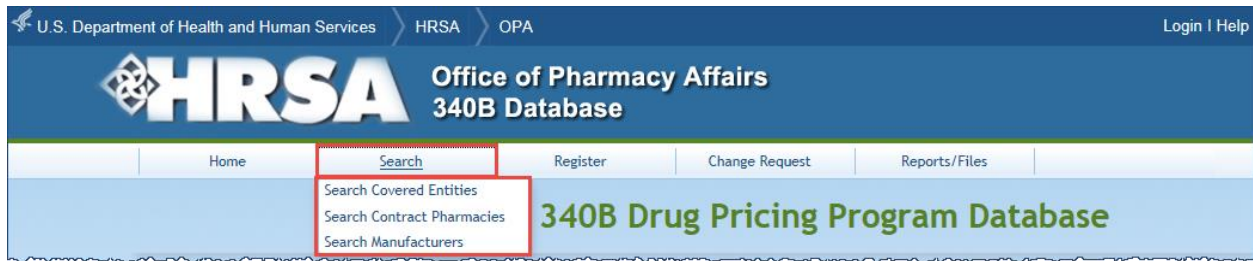 U.S. Department of Health and Human Services HRSA OPA Login | Help
HRSA
Office of Pharmacy Affairs
340B Database
Home Search Register Change Request Reports/Files
Search Covered Entities
Search Contract Pharmacies
Search Manufacturers
340B Drug Pricing Program Database